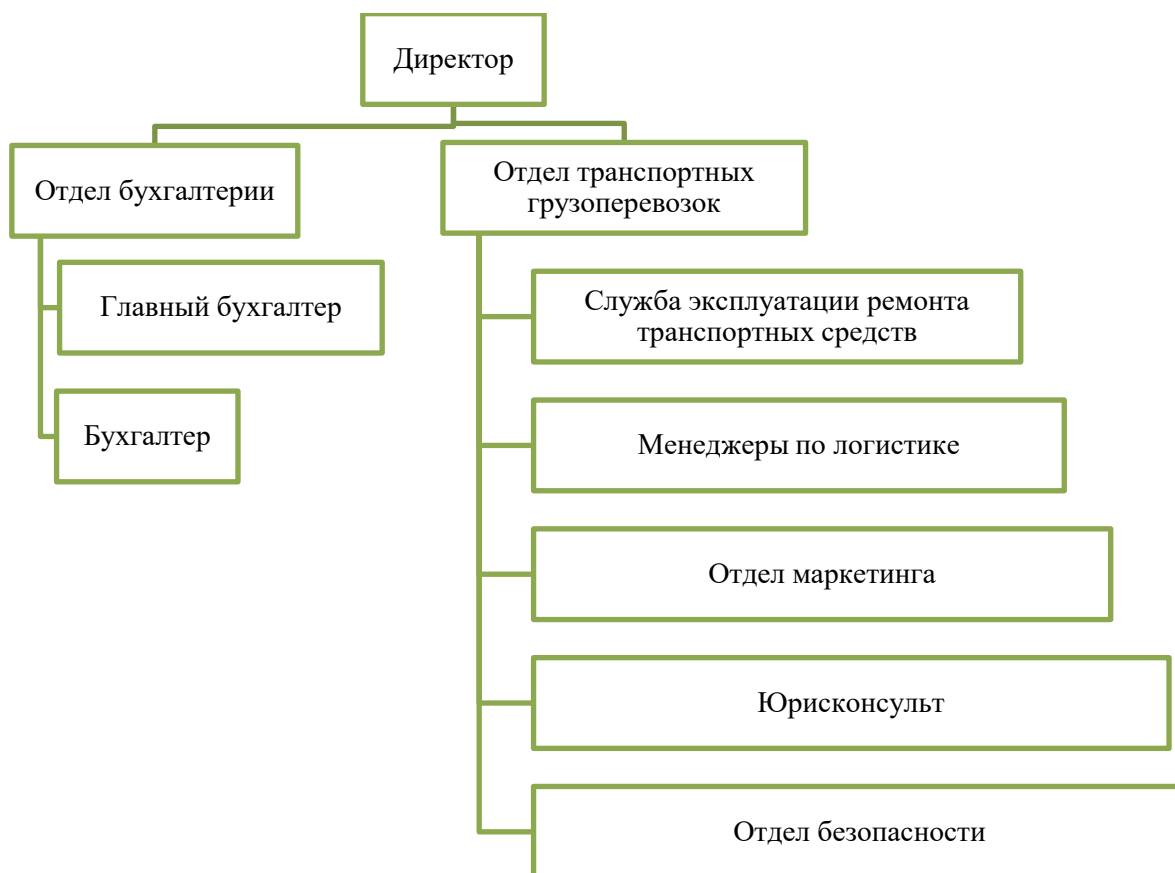 Директор
Отдел бухгалтерии
Главный бухгалтер
Бухгалтер
Отдел транспортных
грузоперевозок
Служба эксплуатации ремонта
транспортных средств
Менеджеры по логистике
Отдел маркетинга
Юрисконсульт
Отдел безопасности